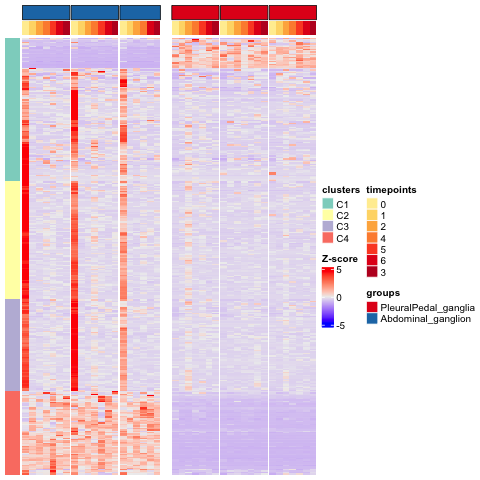 clusters
C1
C2
C3
C4
Z-score
5
0
-5
timepoints
0
1
2
4
5
6
3
groups
PleuralPedal_ganglia
Abdominal_ganglion